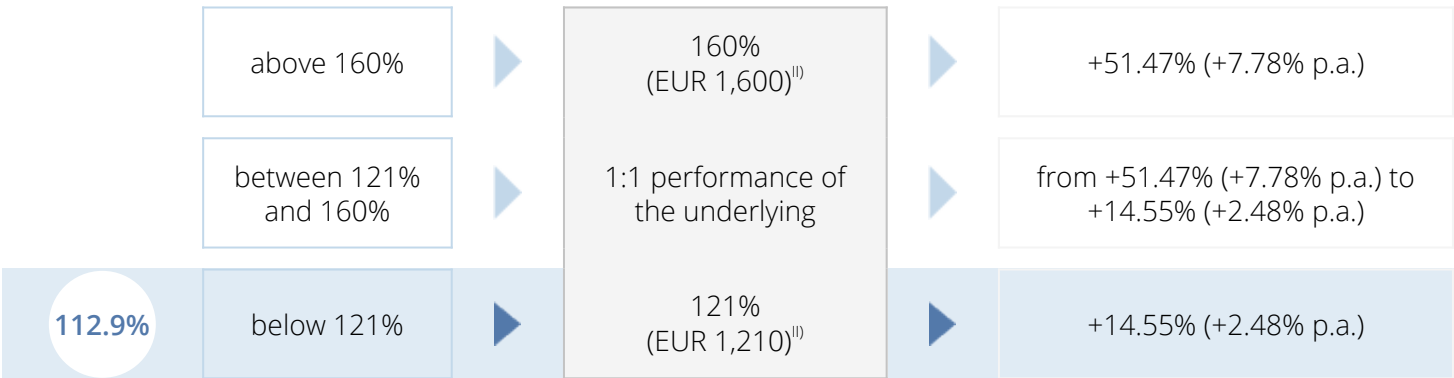 above 160%
160%
(EUR 1,600)II)
+51.47% (+7.78% p.a.)
between 121%
and 160%
1:1 performance of
the underlying
from +51.47% (+7.78% p.a.) to
+14.55% (+2.48% p.a.)
112.9%
below 121%
121%
(EUR 1,210)II)
+14.55% (+2.48% p.a.)